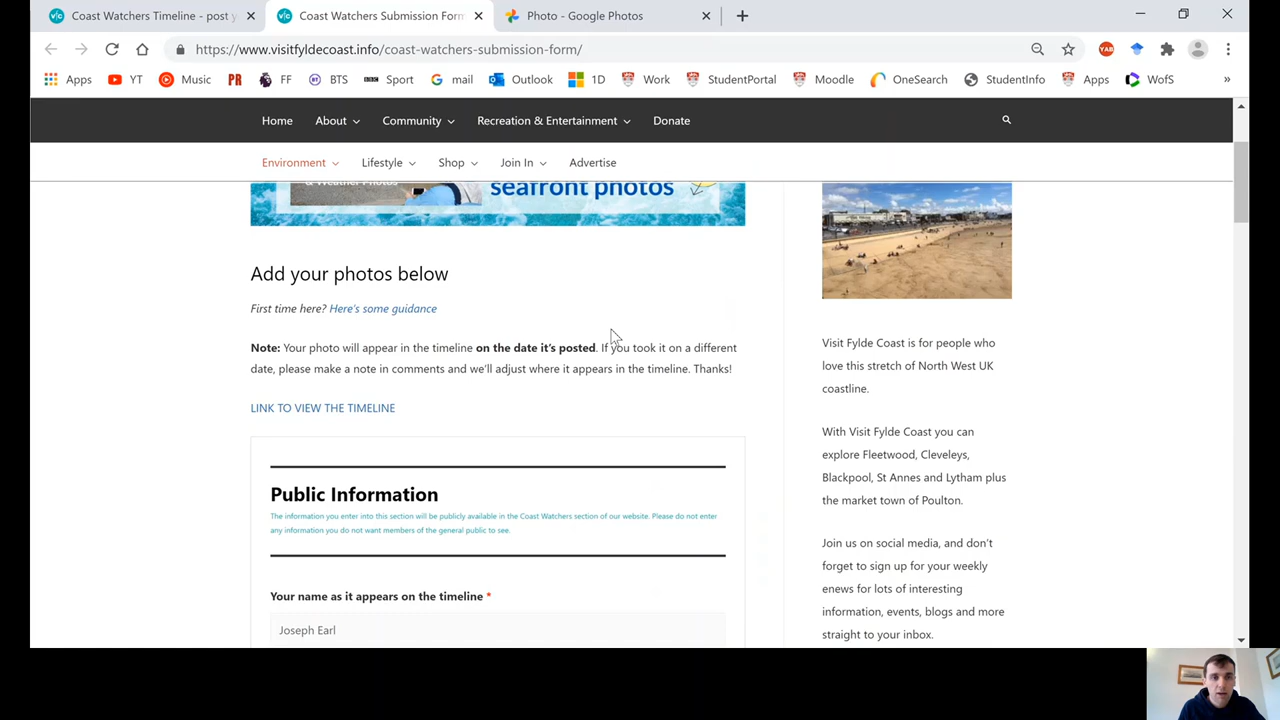 Coast Watchers Timeline - post y
Coast Watchers Submission Form
Photo - Google Photos
https://www.visitfyldecoast.info/coast-watchers-submission-form/
YAB
Apps YT Music PR FF BTS Sport mail Outlook 1D Work StudentPortal Moodle OneSearch StudentInfo Apps WofS »
Home About Community Recreation & Entertainment Donate
Environment Lifestyle Shop Join In Advertise
& Weather Photos
seafront photos
Add your photos below
First time here? Here's some guidance
Note: Your photo will appear in the timeline on the date it's posted. If you took it on a different
date, please make a note in comments and we'll adjust where it appears in the timeline. Thanks!
LINK TO VIEW THE TIMELINE
Public Information
The information you enter into this section will be publicly available in the Coast Watchers section of our website. Please do not enter
any information you do not want members of the general public to see.
Your name as it appears on the timeline *
Joseph Earl
Visit Fylde Coast is for people who
love this stretch of North West UK
coastline.
With Visit Fylde Coast you can
explore Fleetwood, Cleveleys,
Blackpool, St Annes and Lytham plus
the market town of Poulton.
Join us on social media, and don't
forget to sign up for your weekly
enews for lots of interesting
information, events, blogs and more
straight to your inbox.